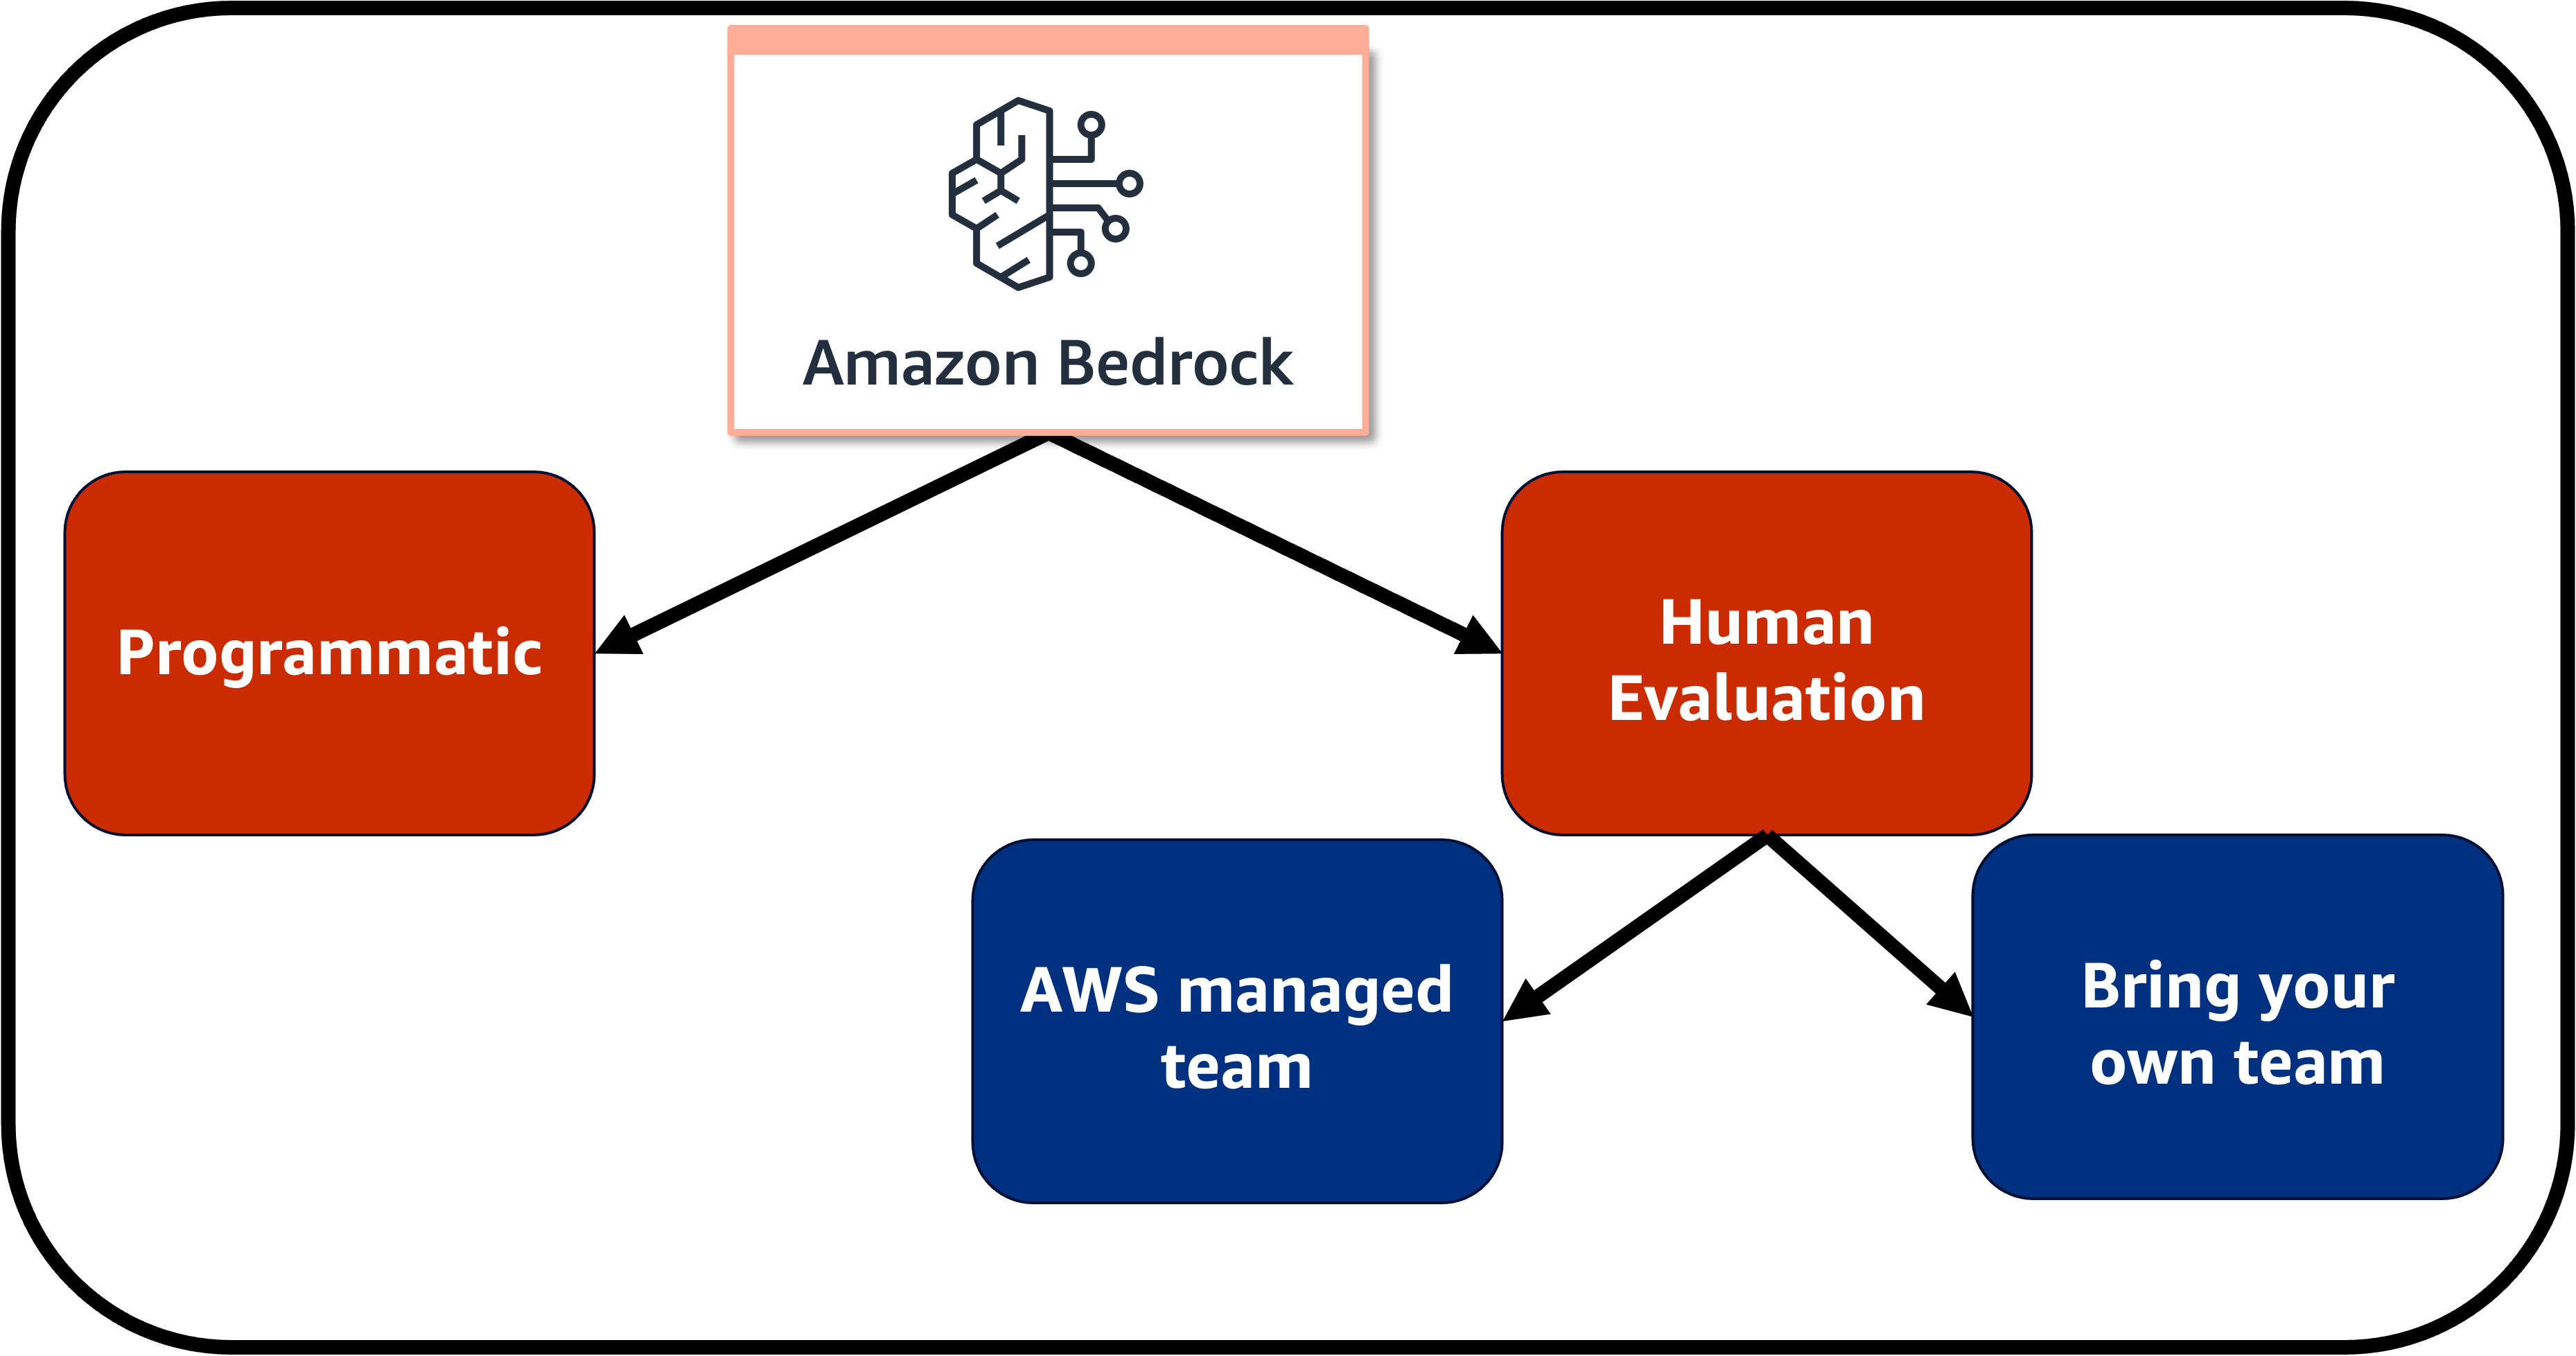 Amazon Bedrock
Programmatic
Human
Evaluation
AWS managed
team
Bring your
own team